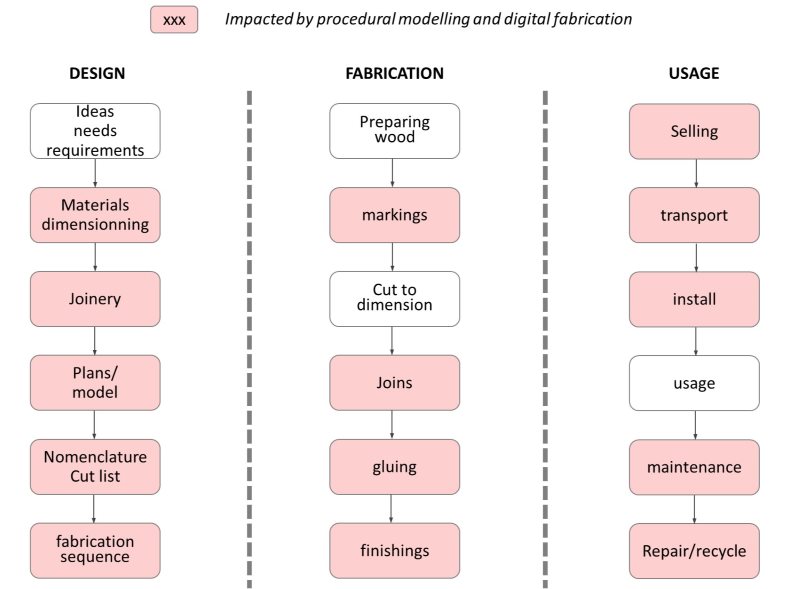 xxx Impacted by procedural modelling and digital fabrication
DESIGN
Ideas
needs
requirements
Materials
dimensionning
Joinery
Plans/
model
Nomenclature
Cut list
fabrication
sequence
FABRICATION
Preparing
wood
markings
Cut to
dimension
Joins
gluing
finishings
USAGE
Selling
transport
install
usage
maintenance
Repair/recycle